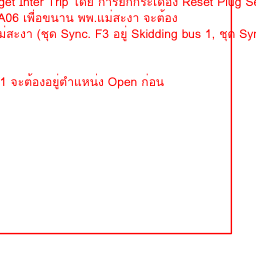 get Inter Trip โดย การยกกระเดื่อง Reset Plug Se
A06 เพื่อขนาน พพ.แม่สะงา จะต้อง
ม่สะงา (ชุด Sync. F3 อยู่ Skidding bus 1, ชุด Syn
1 จะต้องอยู่ตำแหน่ง Open ก่อน